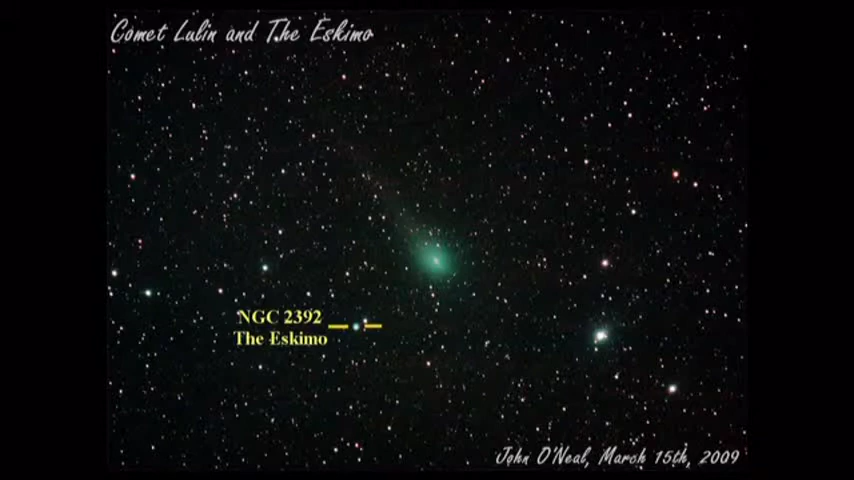 Comet Lulin and The Eskimo
NGC 2392
The Eskimo
John O'Neal, March 15th, 2009